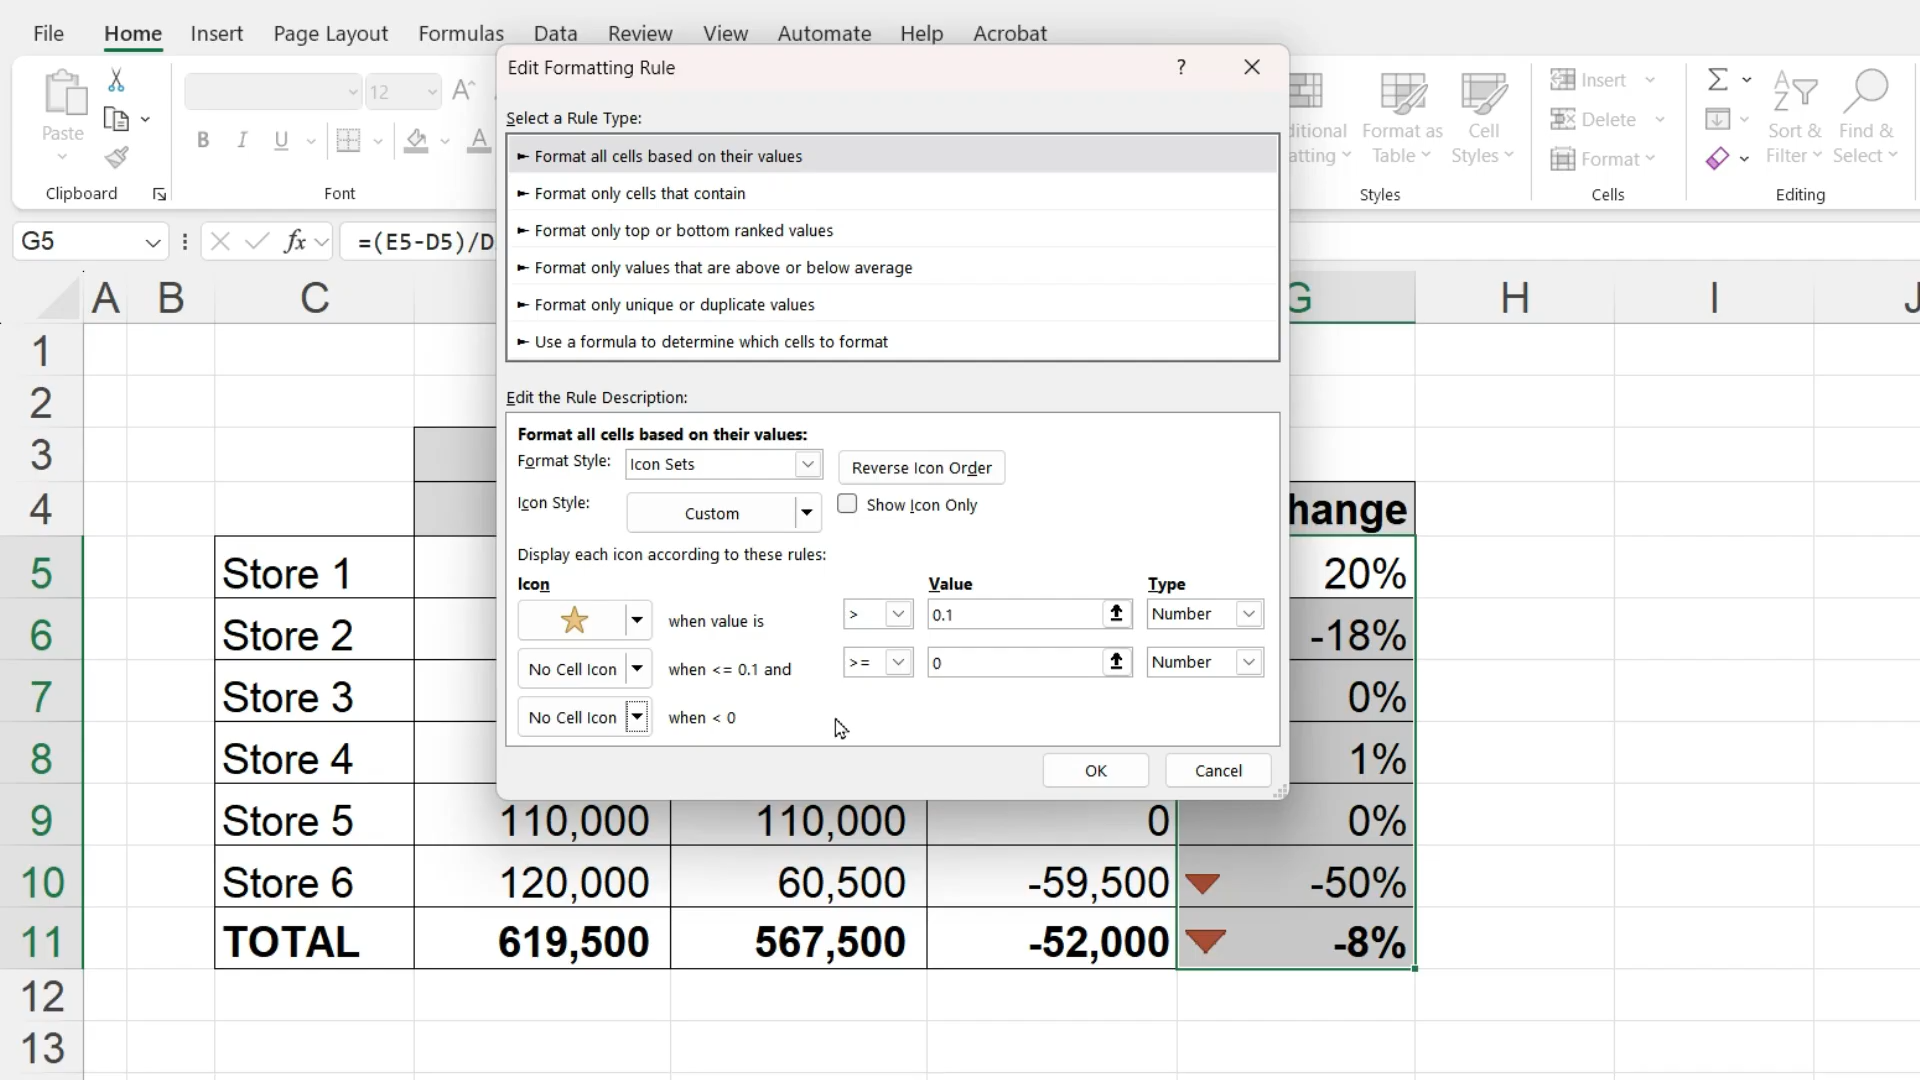 File Home Insert Page Layout Formulas Data Review View Automate Help Acrobat
Edit Formatting Rule ?
Paste
12
B I U A
Clipboard Font
ditional
atting
Format as
Table
Cell
Styles
Styles
Insert
Delete
Format
Cells
Sort &
Filter
Find &
Select
Editing
G5 fx =(E5-D5)/D
Select a Rule Type:
► Format all cells based on their values
► Format only cells that contain
► Format only top or bottom ranked values
► Format only values that are above or below average
► Format only unique or duplicate values
► Use a formula to determine which cells to format
Edit the Rule Description:
Format all cells based on their values:
Format Style: Icon Sets Reverse Icon Order
Icon Style: Custom Show Icon Only
Display each icon according to these rules:
Icon Value Type
when value is > 0.1 Number
No Cell Icon when <= 0.1 and >= 0 Number
No Cell Icon when < 0
OK Cancel
A B C G H I J
1
2
3
4 hange
5 Store 1 20%
6 Store 2 -18%
7 Store 3 0%
8 Store 4 1%
9 Store 5 110,000 110,000 0 0%
10 Store 6 120,000 60,500 -59,500 -50%
11 TOTAL 619,500 567,500 -52,000 -8%
12
13